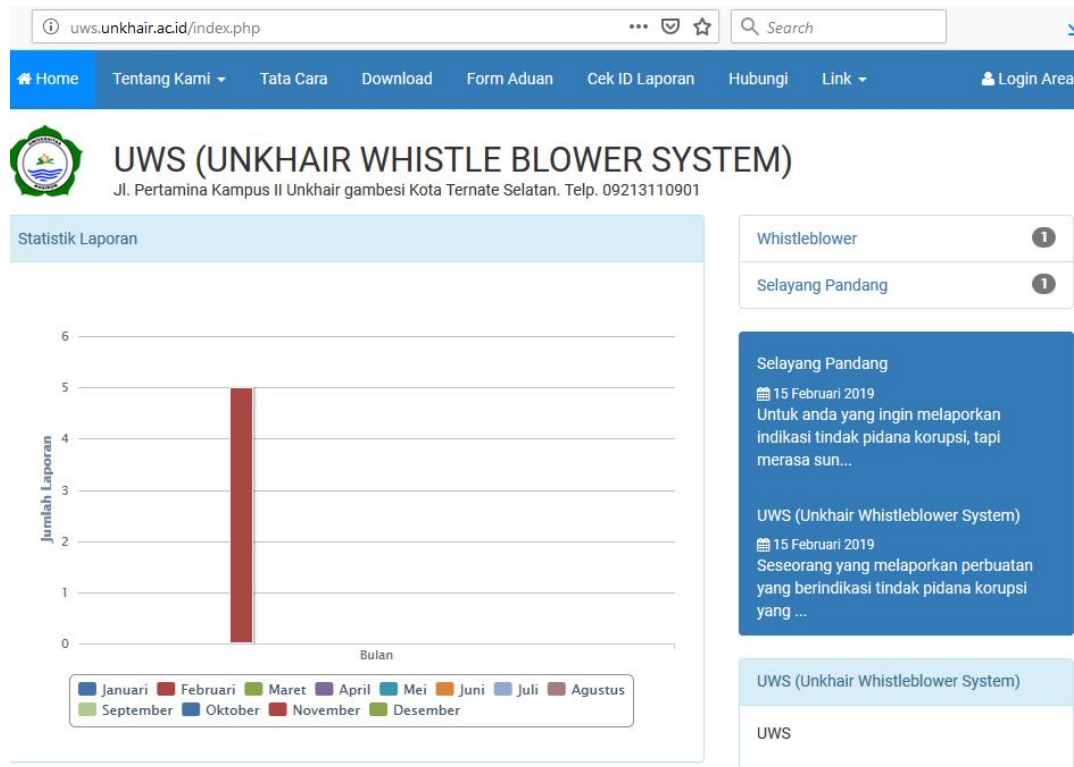 uws.unkhair.ac.id/index.php
Search
Home Tentang Kami Tata Cara Download Form Aduan Cek ID Laporan Hubungi Link Login Area
UWS (UNKHAIR WHISTLE BLOWER SYSTEM)
Jl. Pertamina Kampus II Unkhair gambesi Kota Ternate Selatan. Telp. 09213110901
Statistik Laporan
6
5
4
3
2
1
0
Jumlah Laporan
Bulan
Januari Februari Maret April Mei Juni Juli Agustus
September Oktober November Desember
Whistleblower 1
Selayang Pandang 1
Selayang Pandang
15 Februari 2019
Untuk anda yang ingin melaporkan
indikasi tindak pidana korupsi, tapi
merasa sun...
UWS (Unkhair Whistleblower System)
15 Februari 2019
Seseorang yang melaporkan perbuatan
yang berindikasi tindak pidana korupsi
yang ...
UWS (Unkhair Whistleblower System)
UWS